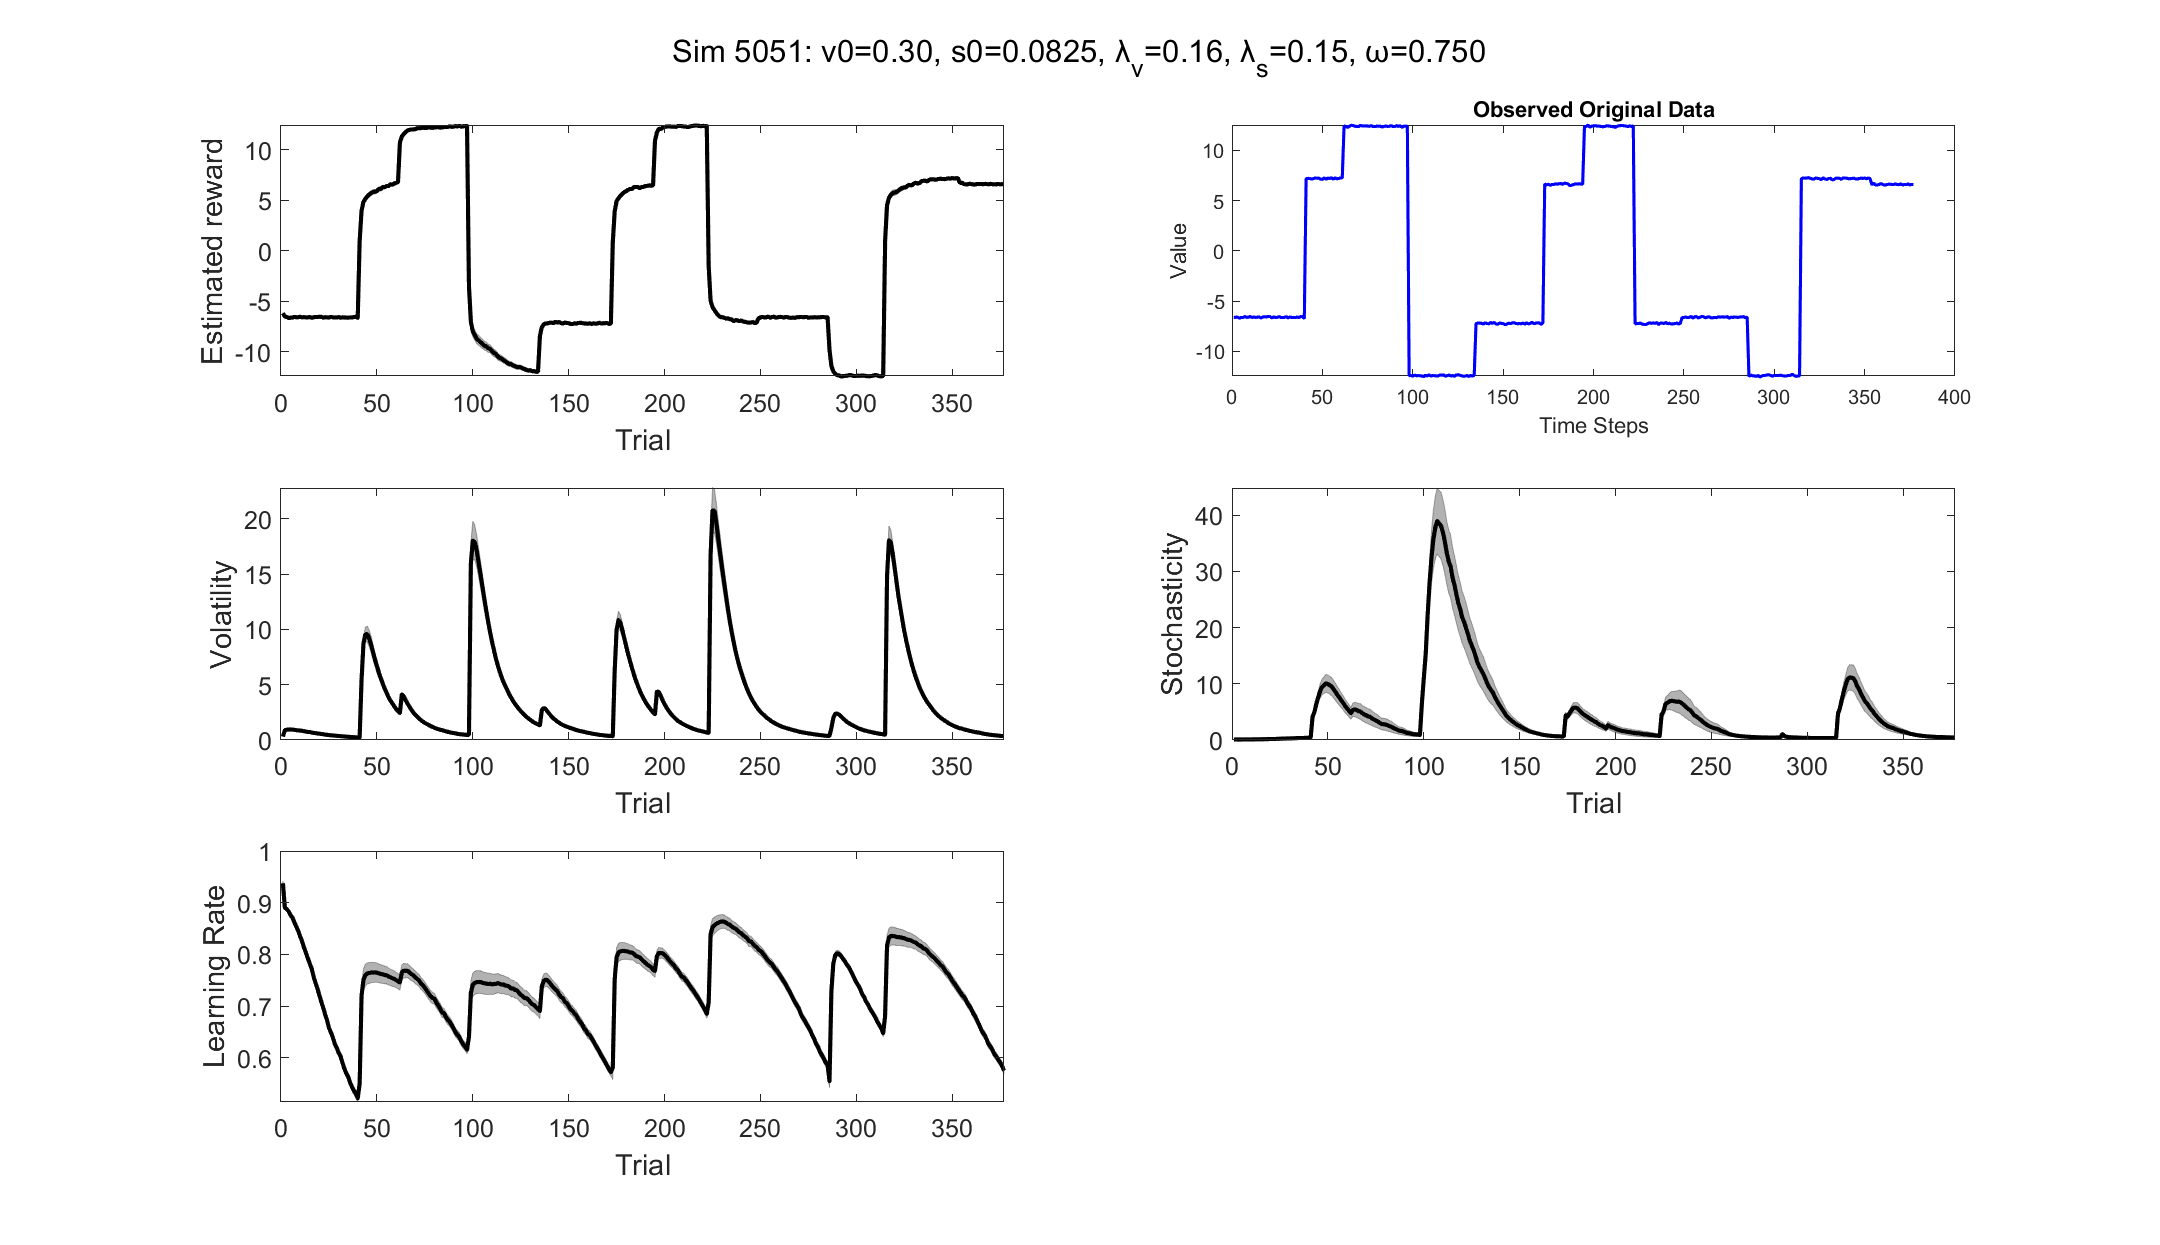 Sim 5051: v0=0.30, s0=0.0825, λv=0.16, λs=0.15, ω=0.750
Estimated reward
10
5
0
-5
-10
0 50 100 150 200 250 300 350
Trial
Observed Original Data
Value
10
5
0
-5
-10
0 50 100 150 200 250 300 350 400
Time Steps
Volatility
20
15
10
5
0
0 50 100 150 200 250 300 350
Trial
Stochasticity
40
30
20
10
0
0 50 100 150 200 250 300 350
Trial
Learning Rate
1
0.9
0.8
0.7
0.6
0 50 100 150 200 250 300 350
Trial